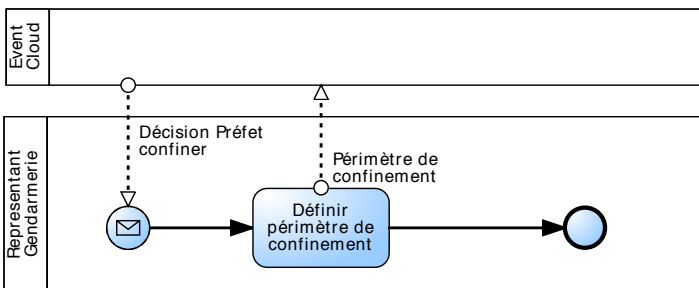 Event
Cloud
Décision Préfet
confiner
Périmètre de
confinement
Representant
Gendarmerie
Définir
périmètre de
confinement